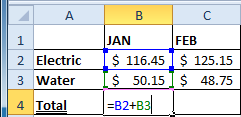 A B C
1 JAN FEB
2 Electric $ 116.45 $ 125.15
3 Water $ 50.15 $ 48.75
4 Total =B2+B3